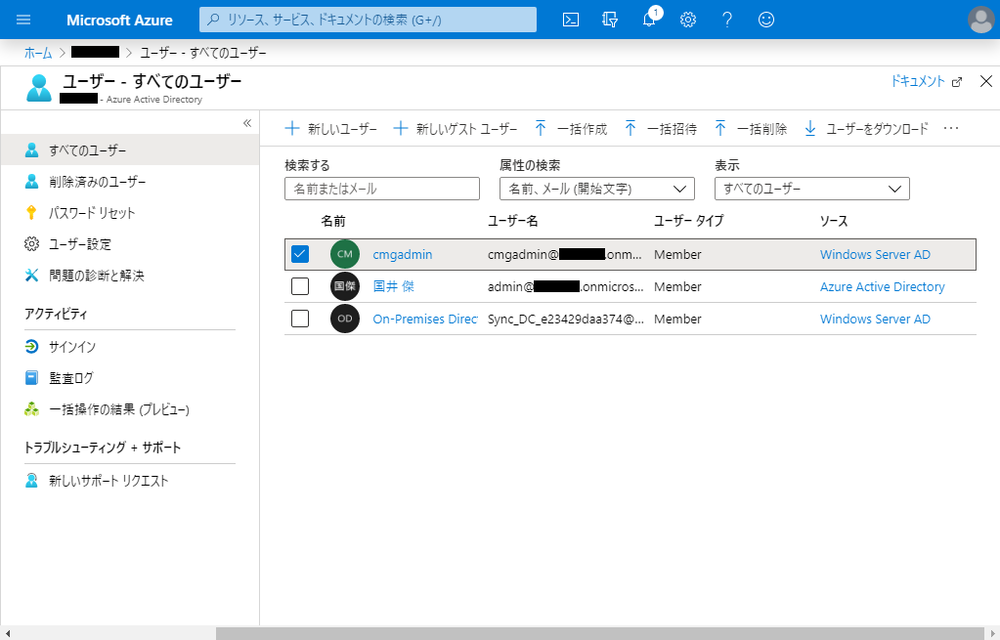 Microsoft Azure
リソース、サービス、ドキュメントの検索 (G+/)
1
ホーム > > ユーザー - すべてのユーザー
ユーザー - すべてのユーザー
- Azure Active Directory
ドキュメント
«
すべてのユーザー
削除済みのユーザー
パスワード リセット
ユーザー設定
問題の診断と解決
アクティビティ
サインイン
監査ログ
一括操作の結果 (プレビュー)
トラブルシューティング + サポート
新しいサポート リクエスト
+ 新しいユーザー + 新しいゲスト ユーザー 一括作成 一括招待 一括削除 ユーザーをダウンロード ...
検索する 属性の検索 表示
名前またはメール 名前、メール (開始文字) すべてのユーザー
名前 ユーザー名 ユーザー タイプ ソース
CM cmgadmin cmgadmin@ .onm... Member Windows Server AD
国傑 国井 傑 admin@ .onmicros... Member Azure Active Directory
OD On-Premises Direc Sync_DC_e23429daa374@... Member Windows Server AD